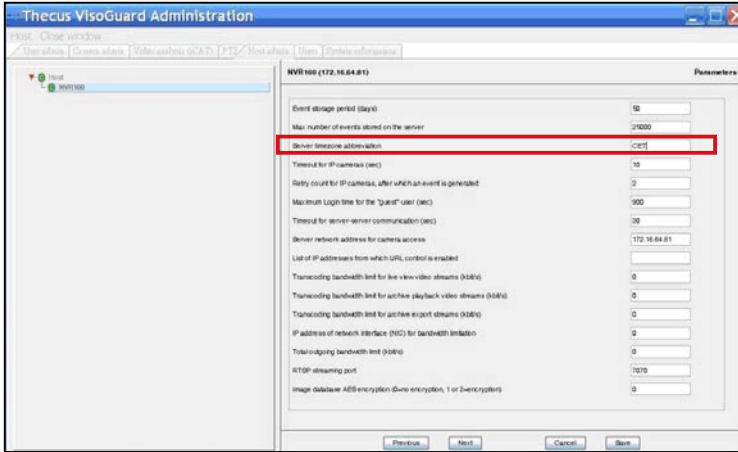 Thecus VisoGuard Administration
Host Close window
User admin Camera admin Video analysis (iCAT) PTZ Host admin Users System information
Host
NVR160
NVR160 (172.16.64.81) Parameters
Event storage period (days) 50
Max number of events stored on the server 25000
Server timezone abbreviation CET
Timeout for IP cameras (sec) 10
Retry count for IP cameras, after which an event is generated 2
Maximum Login time for the "guest" user (sec) 900
Timeout for server-server communication (sec) 30
Server network address for camera access 172.16.64.81
List of IP addresses from which URL control is enabled
Transcoding bandwidth limit for live view video streams (kbit/s) 0
Transcoding bandwidth limit for archive playback video streams (kbit/s) 0
Transcoding bandwidth limit for archive export streams (kbit/s) 0
IP address of network interface (NIC) for bandwidth limitation 0
Total outgoing bandwidth limit (kbit/s) 0
RTSP streaming port 7070
Image database AES encryption (0=no encryption, 1 or 2=encryption) 0
Previous Next Cancel Save